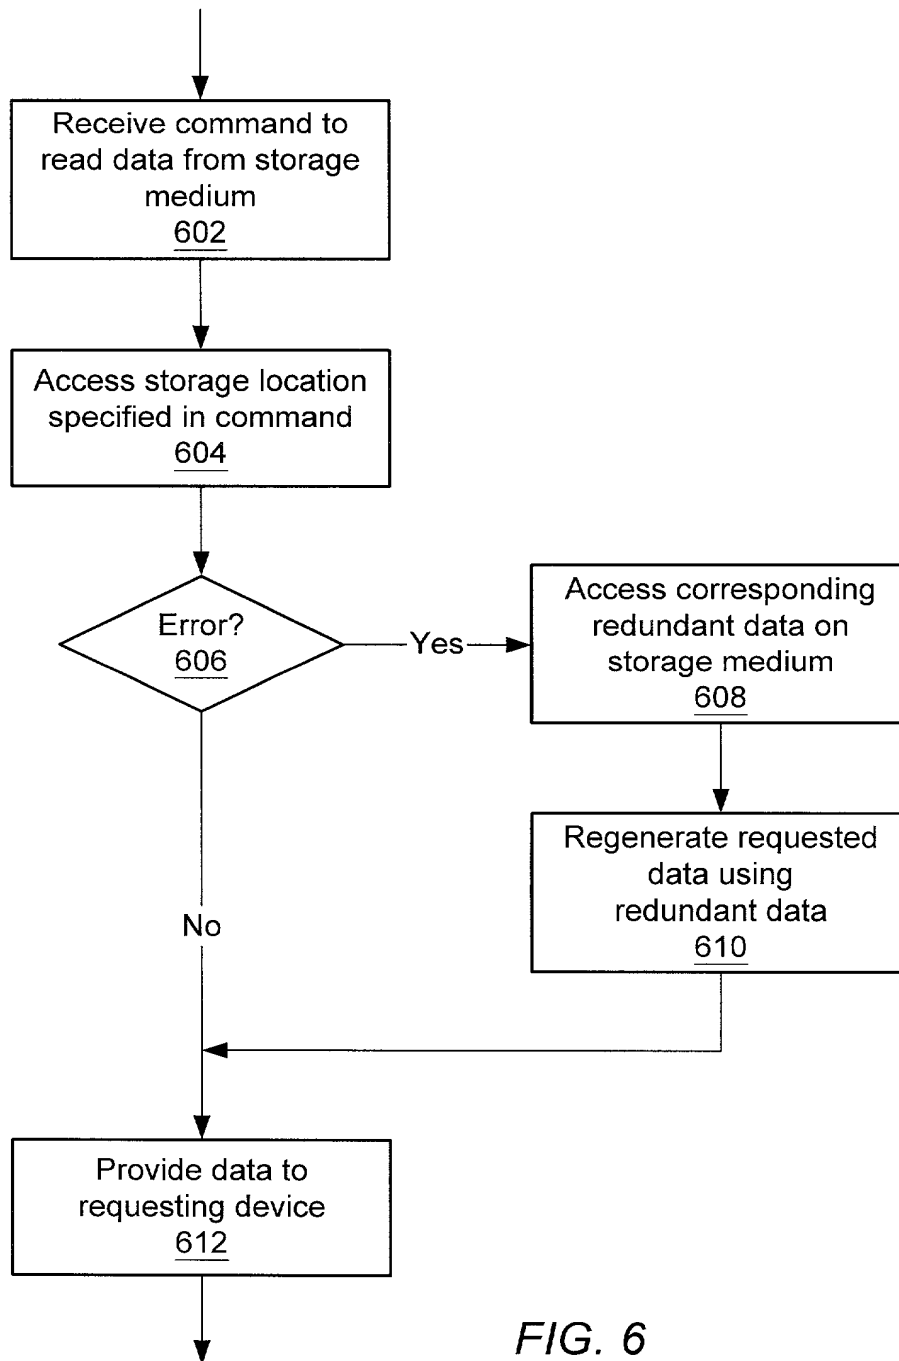 Receive command to
read data from storage
medium
602
Access storage location
specified in command
604
Error?
606
Yes
Access corresponding
redundant data on
storage medium
608
Regenerate requested
data using
redundant data
610
No
Provide data to
requesting device
612
FIG. 6